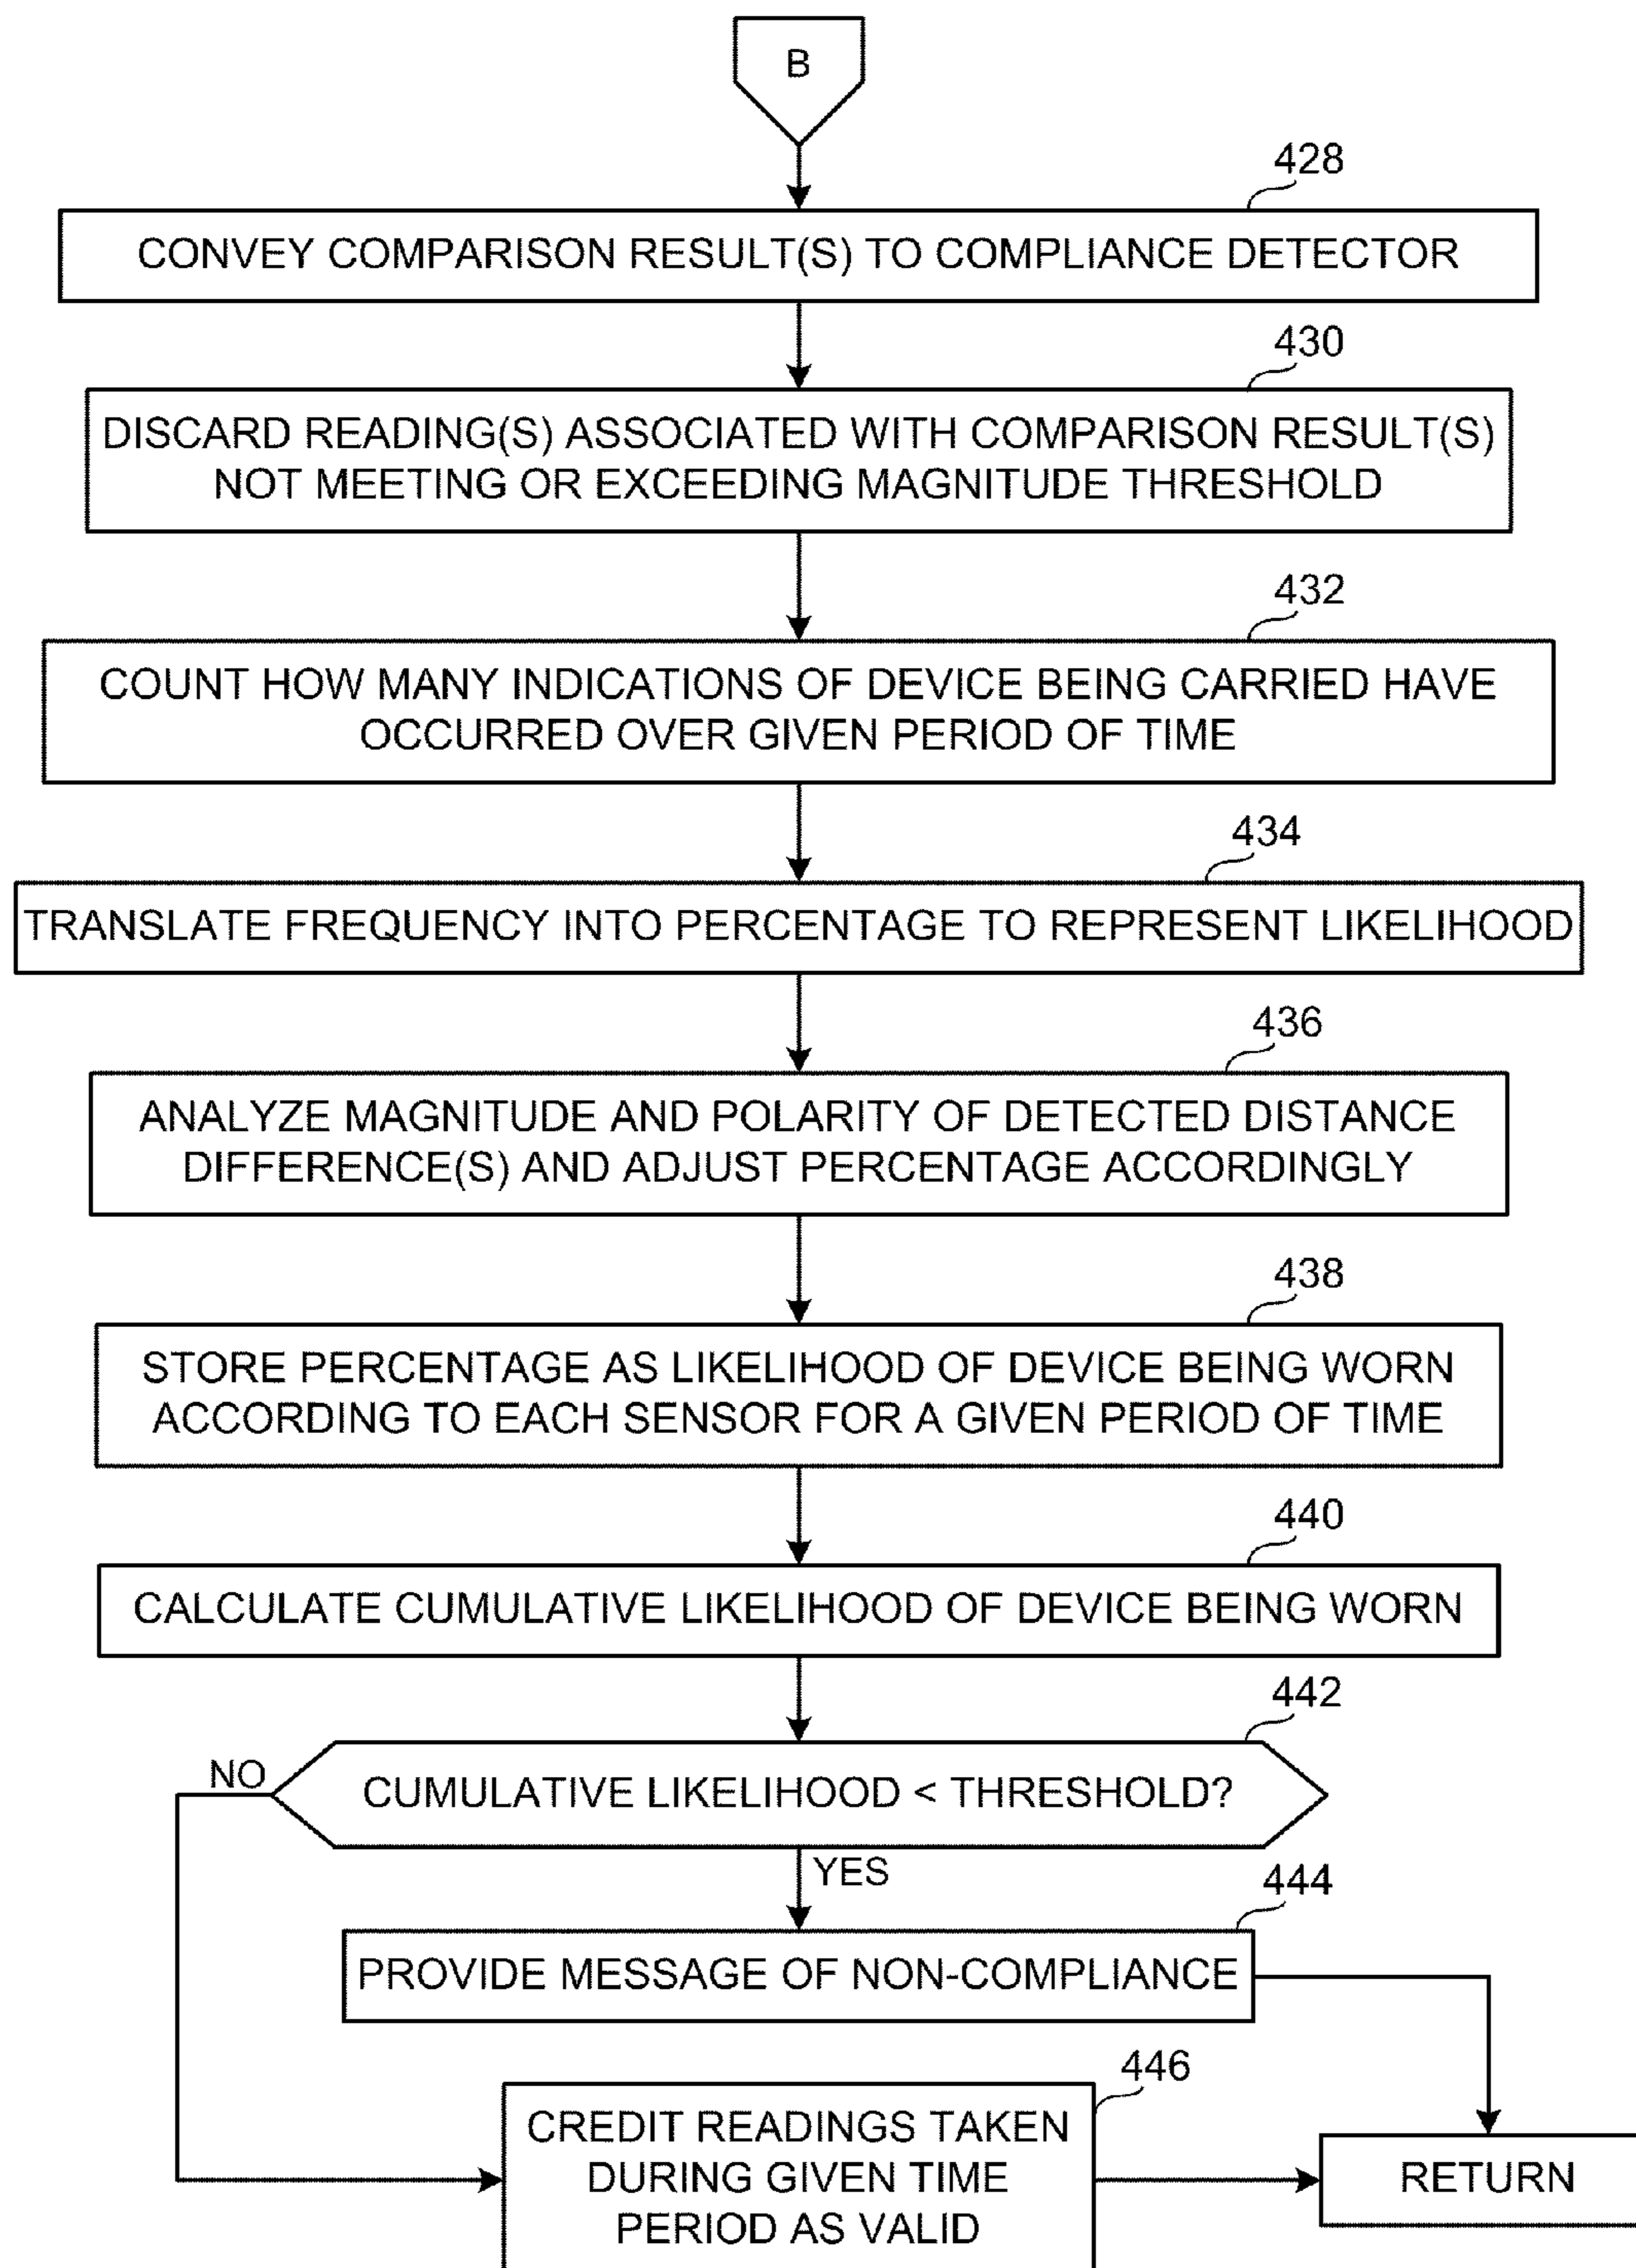 B
428
CONVEY COMPARISON RESULT(S) TO COMPLIANCE DETECTOR
430
DISCARD READING(S) ASSOCIATED WITH COMPARISON RESULT(S)
NOT MEETING OR EXCEEDING MAGNITUDE THRESHOLD
432
COUNT HOW MANY INDICATIONS OF DEVICE BEING CARRIED HAVE
OCCURRED OVER GIVEN PERIOD OF TIME
434
TRANSLATE FREQUENCY INTO PERCENTAGE TO REPRESENT LIKELIHOOD
436
ANALYZE MAGNITUDE AND POLARITY OF DETECTED DISTANCE
DIFFERENCE(S) AND ADJUST PERCENTAGE ACCORDINGLY
438
STORE PERCENTAGE AS LIKELIHOOD OF DEVICE BEING WORN
ACCORDING TO EACH SENSOR FOR A GIVEN PERIOD OF TIME
440
CALCULATE CUMULATIVE LIKELIHOOD OF DEVICE BEING WORN
442
NO
CUMULATIVE LIKELIHOOD < THRESHOLD?
YES
444
PROVIDE MESSAGE OF NON-COMPLIANCE
446
CREDIT READINGS TAKEN
DURING GIVEN TIME
PERIOD AS VALID
RETURN